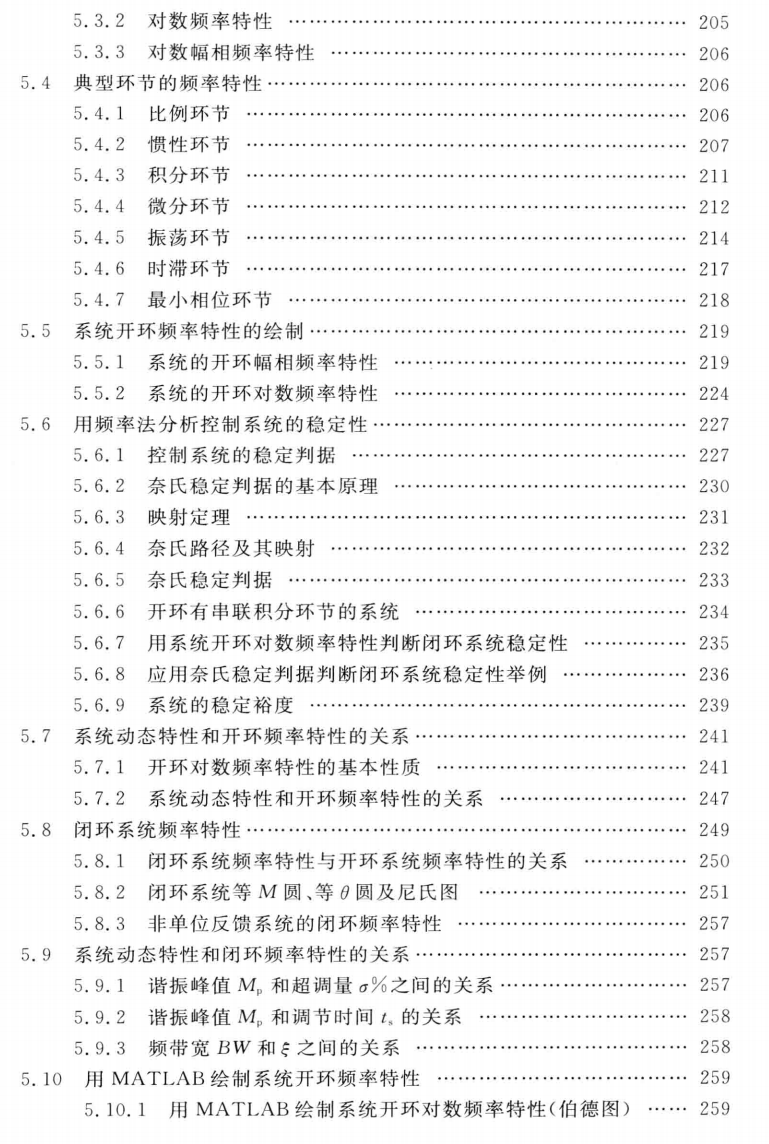 5.3.2 对数频率特性 …… 205
5.3.3 对数幅相频率特性 …… 206
5.4 典型环节的频率特性 …… 206
5.4.1 比例环节 …… 206
5.4.2 惯性环节 …… 207
5.4.3 积分环节 …… 211
5.4.4 微分环节 …… 212
5.4.5 振荡环节 …… 214
5.4.6 时滞环节 …… 217
5.4.7 最小相位环节 …… 218
5.5 系统开环频率特性的绘制 …… 219
5.5.1 系统的开环幅相频率特性 …… 219
5.5.2 系统的开环对数频率特性 …… 224
5.6 用频率法分析控制系统的稳定性 …… 227
5.6.1 控制系统的稳定判据 …… 227
5.6.2 奈氏稳定判据的基本原理 …… 230
5.6.3 映射定理 …… 231
5.6.4 奈氏路径及其映射 …… 232
5.6.5 奈氏稳定判据 …… 233
5.6.6 开环有串联积分环节的系统 …… 234
5.6.7 用系统开环对数频率特性判断闭环系统稳定性 …… 235
5.6.8 应用奈氏稳定判据判断闭环系统稳定性举例 …… 236
5.6.9 系统的稳定裕度 …… 239
5.7 系统动态特性和开环频率特性的关系 …… 241
5.7.1 开环对数频率特性的基本性质 …… 241
5.7.2 系统动态特性和开环频率特性的关系 …… 247
5.8 闭环系统频率特性 …… 249
5.8.1 闭环系统频率特性与开环系统频率特性的关系 …… 250
5.8.2 闭环系统等 M 圆、等 θ 圆及尼氏图 …… 251
5.8.3 非单位反馈系统的闭环频率特性 …… 257
5.9 系统动态特性和闭环频率特性的关系 …… 257
5.9.1 谐振峰值 Mp 和超调量 σ%之间的关系 …… 257
5.9.2 谐振峰值 Mp 和调节时间 ts 的关系 …… 258
5.9.3 频带宽 BW 和 ξ 之间的关系 …… 258
5.10 用 MATLAB 绘制系统开环频率特性 …… 259
5.10.1 用 MATLAB 绘制系统开环对数频率特性(伯德图) …… 259